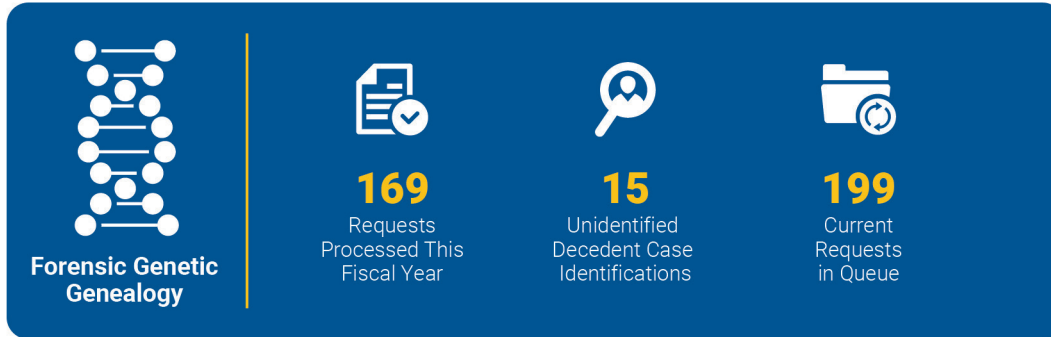 Forensic Genetic
Genealogy
169
Requests
Processed This
Fiscal Year
15
Unidentified
Decedent Case
Identifications
199
Current
Requests
in Queue